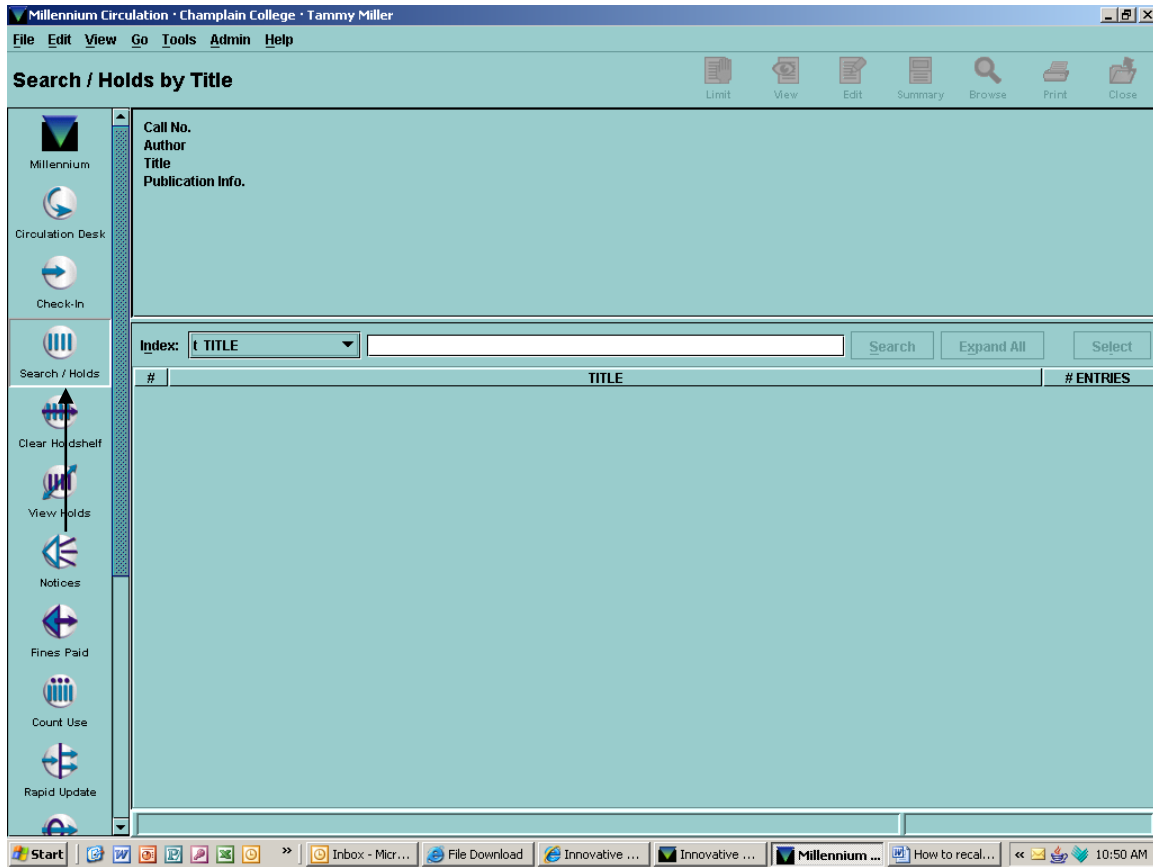 Millennium Circulation · Champlain College · Tammy Miller
File Edit View Go Tools Admin Help
Search / Holds by Title
Limit View Edit Summary Browse Print Close
Millennium
Circulation Desk
Check-In
Search / Holds
Clear Holdshelf
View Holds
Notices
Fines Paid
Count Use
Rapid Update
Call No.
Author
Title
Publication Info.
Index: t TITLE Search Expand All Select
# TITLE # ENTRIES
Start » Inbox - Micr... File Download Innovative ... Innovative ... Millennium ... How to recal... « 10:50 AM